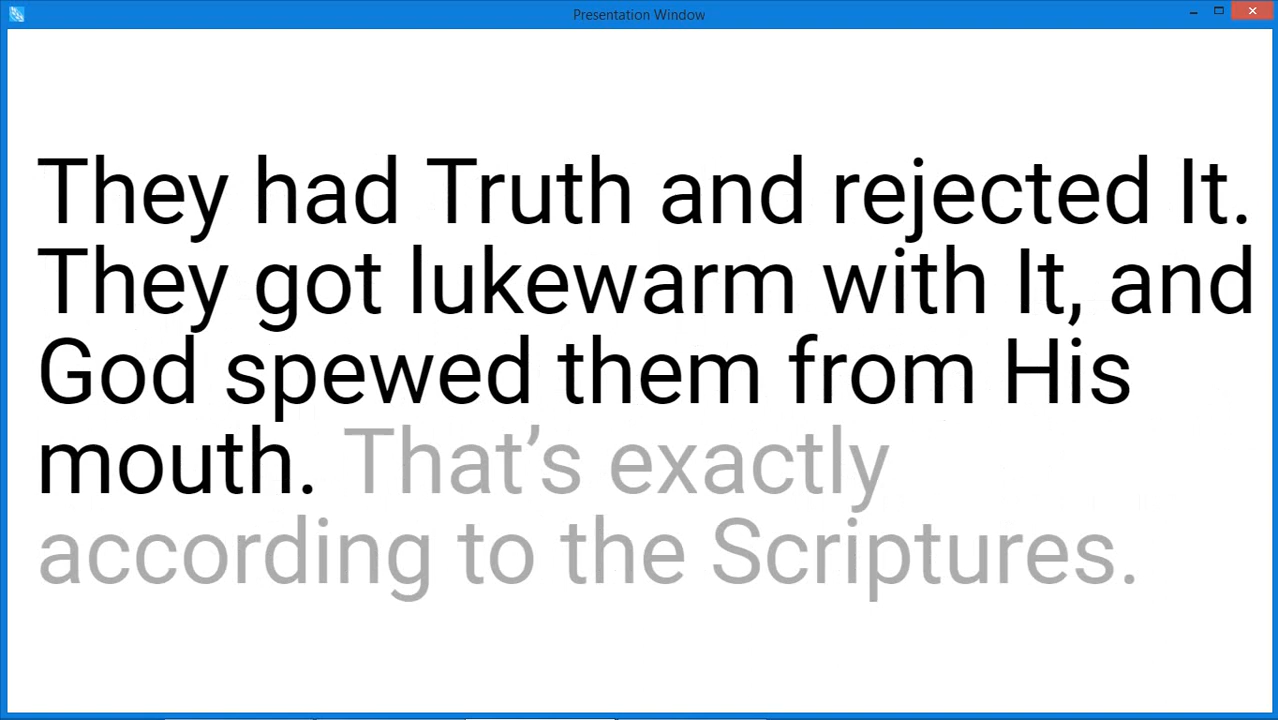 Presentation Window
They had Truth and rejected It.
They got lukewarm with It, and
God spewed them from His
mouth. That’s exactly
according to the Scriptures.